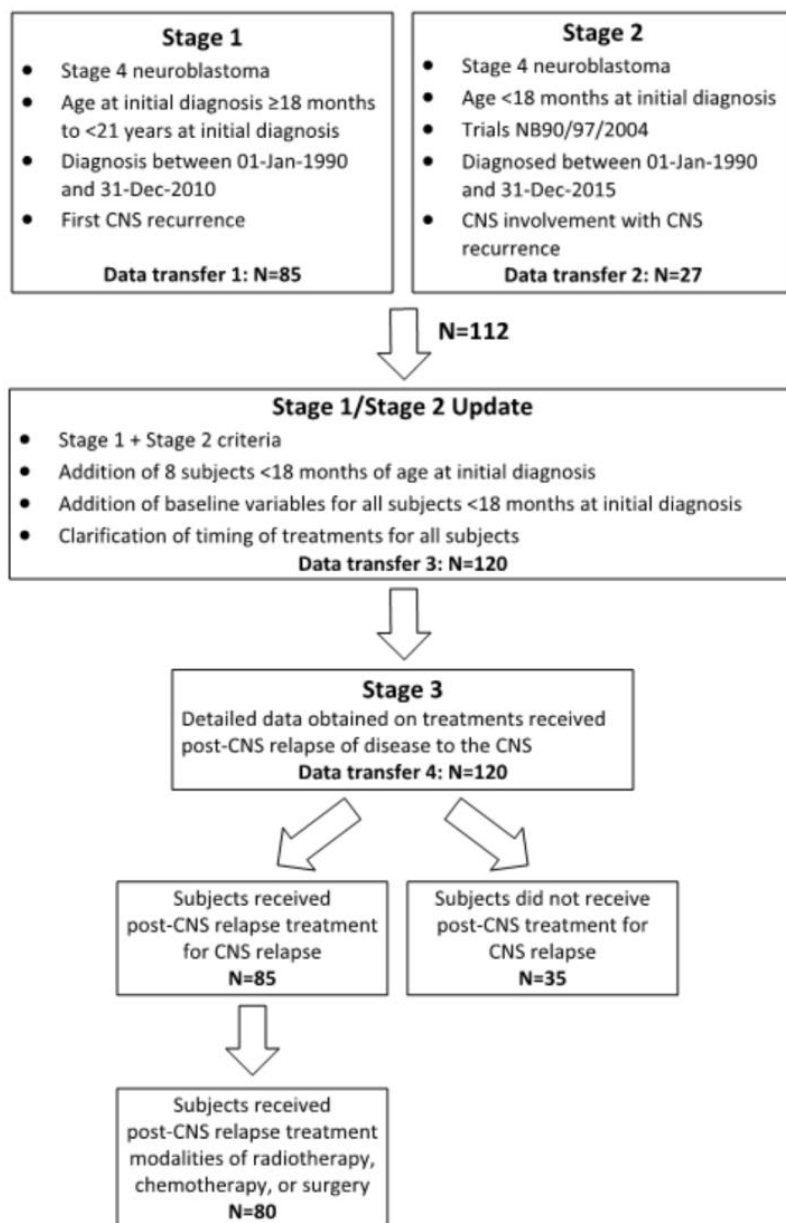 Stage 1
• Stage 4 neuroblastoma
• Age at initial diagnosis ≥18 months
to <21 years at initial diagnosis
• Diagnosis between 01-Jan-1990
and 31-Dec-2010
• First CNS recurrence
Data transfer 1: N=85
Stage 2
• Stage 4 neuroblastoma
• Age <18 months at initial diagnosis
• Trials NB90/97/2004
• Diagnosed between 01-Jan-1990
and 31-Dec-2015
• CNS involvement with CNS
recurrence
Data transfer 2: N=27
N=112
Stage 1/Stage 2 Update
• Stage 1 + Stage 2 criteria
• Addition of 8 subjects <18 months of age at initial diagnosis
• Addition of baseline variables for all subjects <18 months at initial diagnosis
• Clarification of timing of treatments for all subjects
Data transfer 3: N=120
Stage 3
Detailed data obtained on treatments received
post-CNS relapse of disease to the CNS
Data transfer 4: N=120
Subjects received
post-CNS relapse treatment
for CNS relapse
N=85
Subjects did not receive
post-CNS treatment for
CNS relapse
N=35
Subjects received
post-CNS relapse treatment
modalities of radiotherapy,
chemotherapy, or surgery
N=80